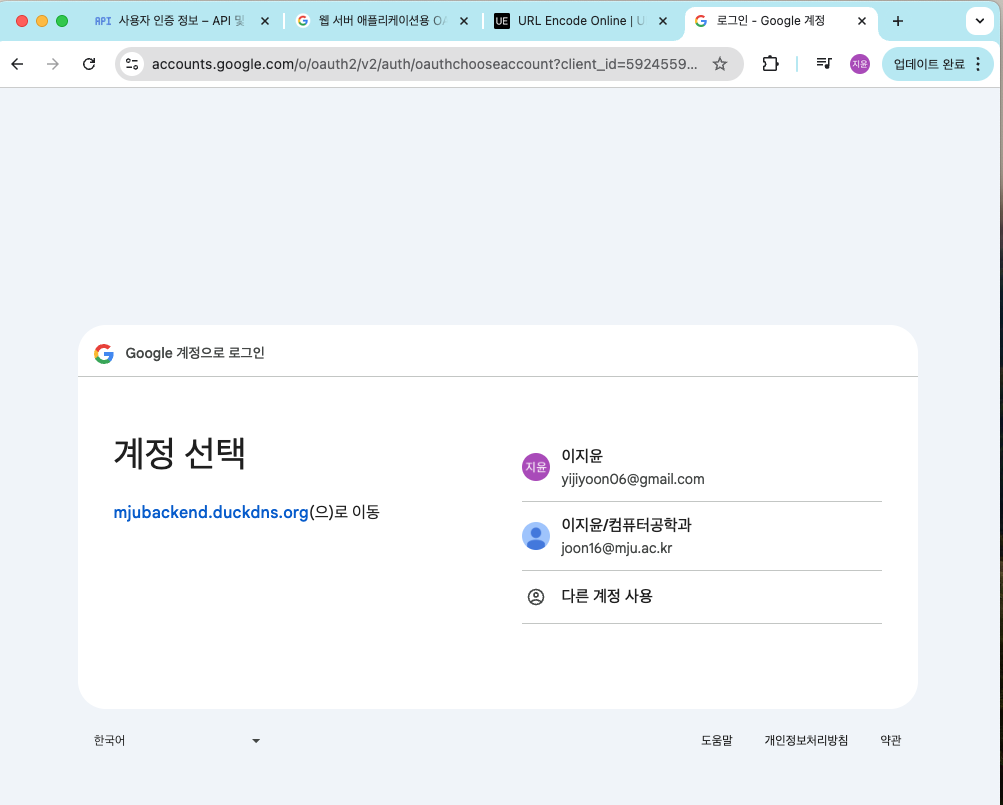 API 사용자 인증 정보 – API 및
웹 서버 애플리케이션용 OA
UE URL Encode Online | U
로그인 - Google 계정
accounts.google.com/o/oauth2/v2/auth/oauthchooseaccount?client_id=5924559...
지윤
업데이트 완료
Google 계정으로 로그인
계정 선택
mjubackend.duckdns.org(으)로 이동
지윤
이지윤
yijiyoon06@gmail.com
이지윤/컴퓨터공학과
joon16@mju.ac.kr
다른 계정 사용
한국어
도움말 개인정보처리방침 약관